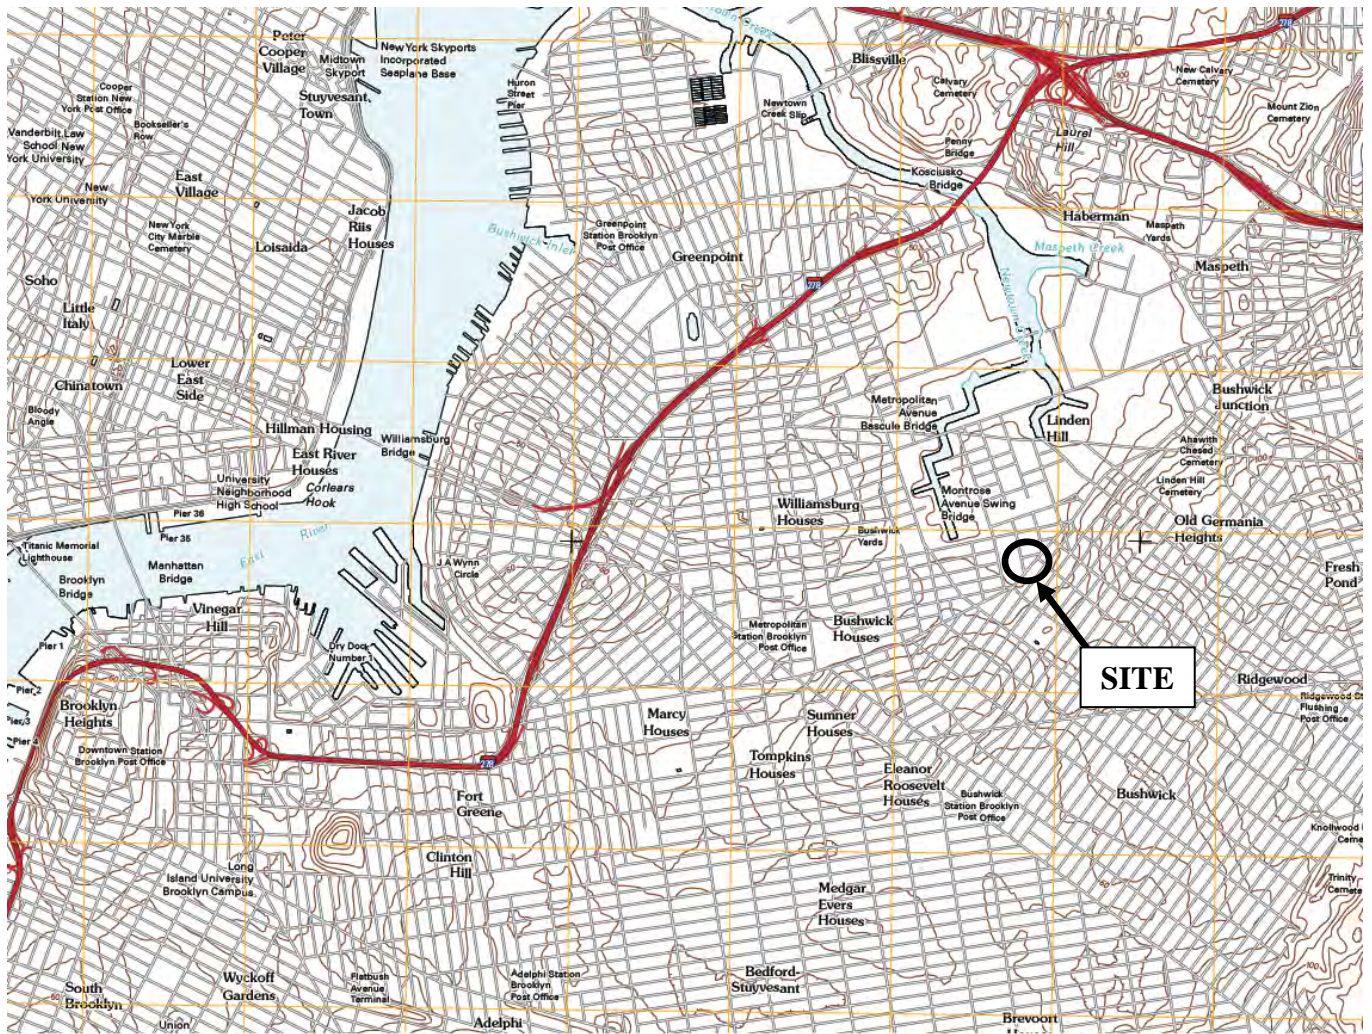 Peter
Cooper
Village
Midtown
Skyport
New York Skyports
Incorporated
Seaplane Base
Stuyvesant
Town
Cooper
Station New
York Post Office
Bookseller's
Row
Vanderbilt Law
School New
York University
New
York University
East
Village
New York
City Marble
Cemetery
Loisaida
Jacob
Riis
Houses
Soho
Little
Italy
Chinatown
Lower
East
Side
Bloody
Angle
Hillman Housing
East River
Houses
Corlears
Hook
University
Neighborhood
High School
Williamsburg
Bridge
Pier 36
Pier 35
East River
Titanic Memorial
Lighthouse
Brooklyn
Bridge
Manhattan
Bridge
Vinegar
Hill
Pier 1
Pier 2
Pier 3
Pier 4
Brooklyn
Heights
Downtown Station
Brooklyn Post Office
Dry Dock
Number 1
J A Wynn
Circle
278
Fort
Greene
Clinton
Hill
Long
Island University
Brooklyn Campus
South
Brooklyn
Wyckoff
Gardens
Flatbush
Avenue
Terminal
Union
Adelphi Station
Brooklyn
Post Office
Adelphi
Huron
Street
Pier
Bushwick Inlet
Greenpoint
Station Brooklyn
Post Office
Greenpoint
278
Newtown
Creek Slip
Blissville
Calvary
Cemetery
Penny
Bridge
Kosciusko
Bridge
278
New Calvary
Cemetery
Mount Zion
Cemetery
Laurel
Hill
Haberman
Maspeth
Yards
Maspeth Creek
Maspeth
Newtown Creek
Metropolitan
Avenue
Bascule Bridge
Linden
Hill
Bushwick
Junction
Ahawith
Chesed
Cemetery
Linden Hill
Cemetery
Old Germania
Heights
Fresh
Pond
Montrose
Avenue Swing
Bridge
Williamsburg
Houses
Bushwick
Yards
Metropolitan
Station Brooklyn
Post Office
Bushwick
Houses
SITE
Ridgewood
Flushing
Post Office
Marcy
Houses
Sumner
Houses
Tompkins
Houses
Eleanor
Roosevelt
Houses
Bushwick
Station Brooklyn
Post Office
Bushwick
Trinity
Medgar
Evers
Houses
Bedford-
Stuyvesant
Brevoort